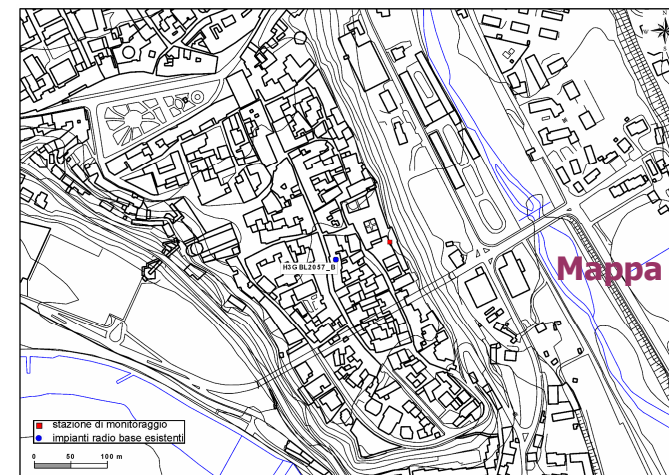 H3G BL2057_B
Mappa
stazione di monitoraggio
impianti radio base esistenti
0 50 100 m